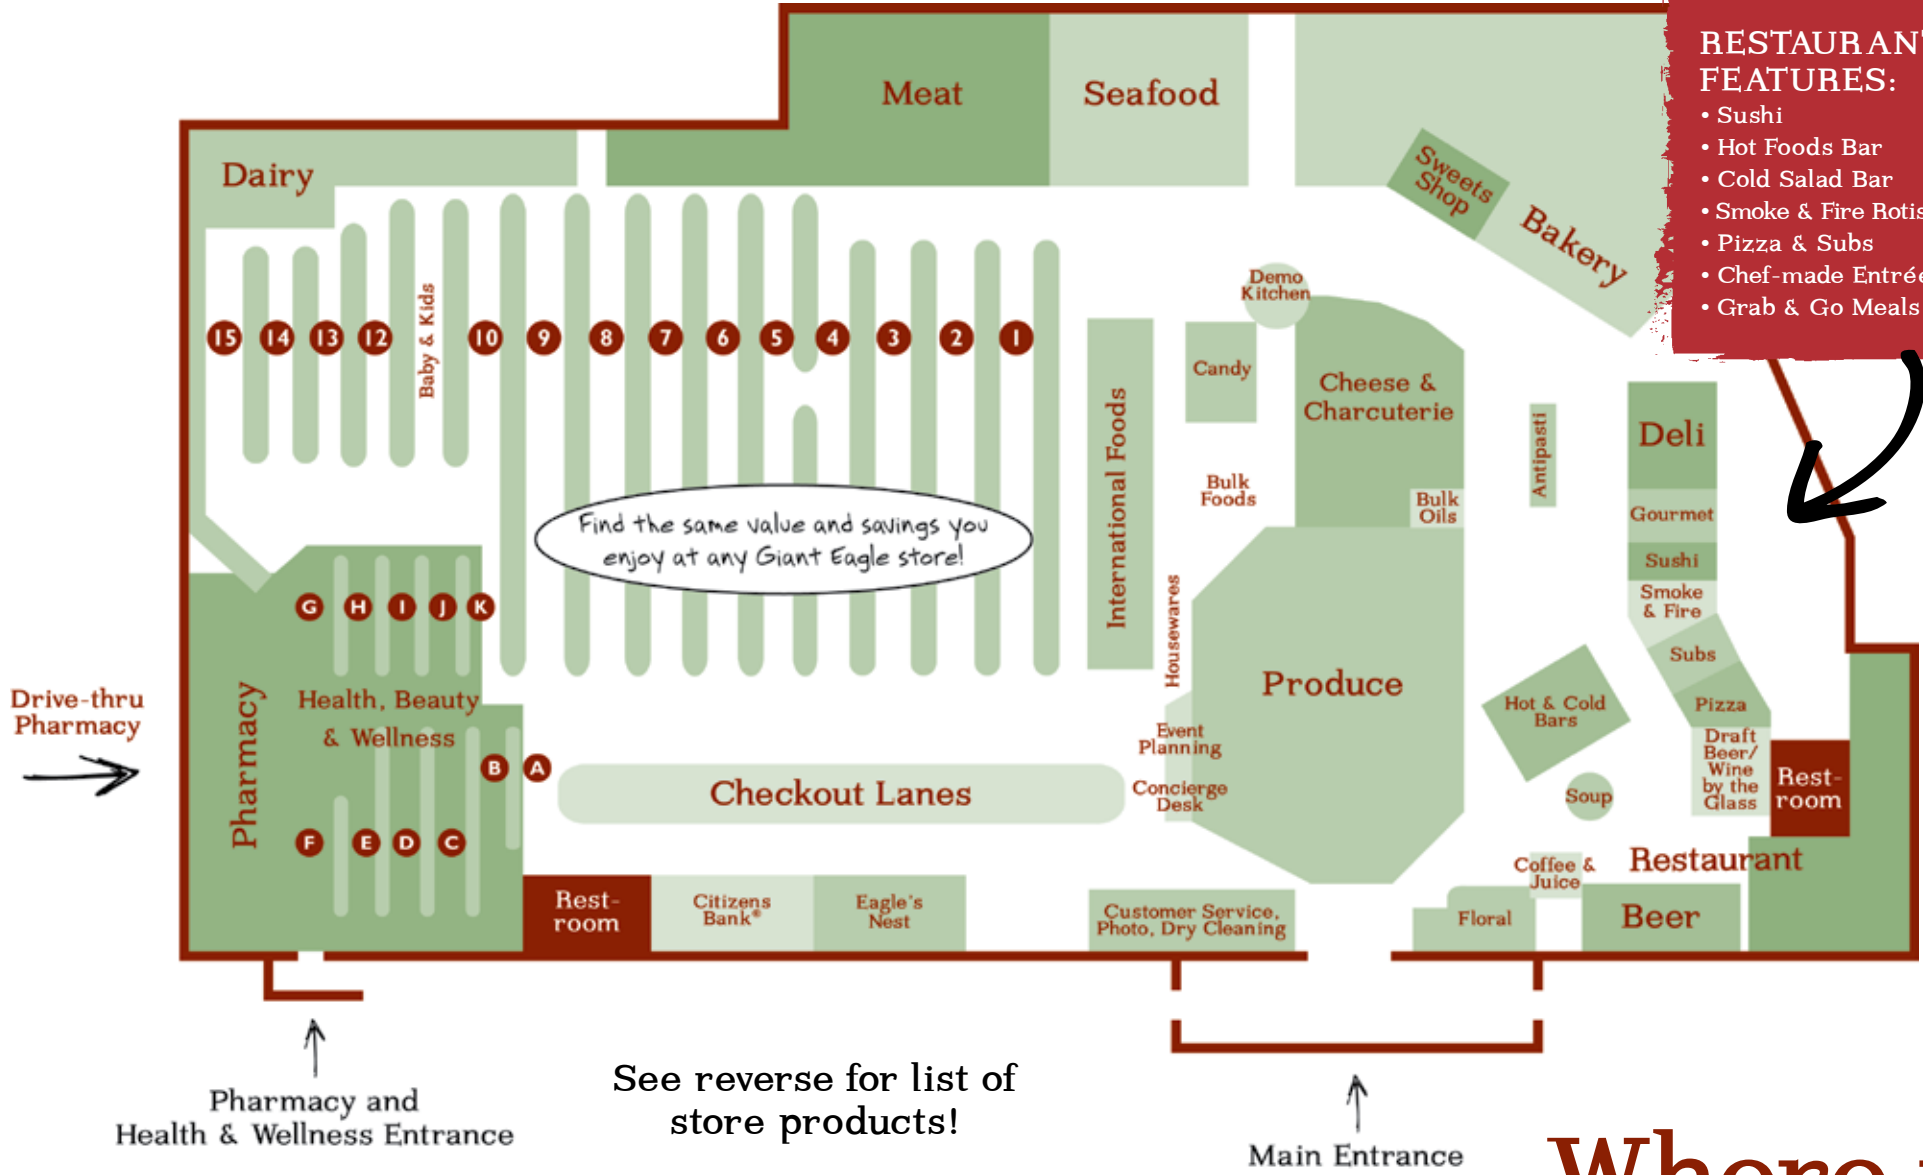 RESTAURANT
FEATURES:
• Sushi
• Hot Foods Bar
• Cold Salad Bar
• Smoke & Fire
• Pizza & Subs
• Chef-made
• Grab & Go Meals
Meat
Seafood
Dairy
Sweets
Shop
Bakery
Demo
Kitchen
15
14
13
12
Baby & Kids
10
9
8
7
6
5
4
3
2
1
Candy
Cheese &
Charcuterie
International Foods
Antipasti
Deli
Bulk
Foods
Bulk
Oils
Gourmet
Find the same value and savings you
enjoy at any Giant Eagle store!
Sushi
Smoke
& Fire
G
H
I
J
K
Housewares
Subs
Produce
Pizza
Hot & Cold
Bars
Drive-thru
Pharmacy
Pharmacy
Health, Beauty
& Wellness
Event
Planning
Draft
Beer/
Wine
by the
Glass
Rest-
room
B
A
Checkout Lanes
Concierge
Desk
Soup
F
E
D
C
Restaurant
Coffee &
Juice
Rest-
room
Citizens
Bank®
Eagle's
Nest
Customer Service,
Photo, Dry Cleaning
Floral
Beer
Pharmacy and
Health & Wellness Entrance
See reverse for list of
store products!
Main Entrance